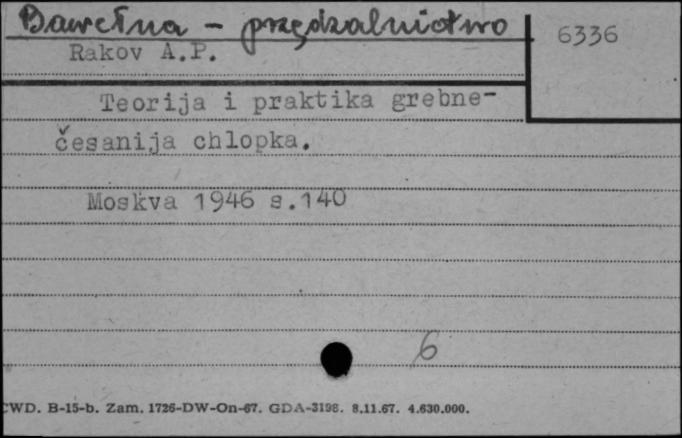 Bawełna - przędzalnictwo
6336
Rakov A.P.
Teorija i praktika grebne-
česanija chlopka.
Moskva 1946 s.140
6
CWD. B-15-b. Zam. 1726-DW-On-67. GDA-3198. 8.11.67. 4.630.000.